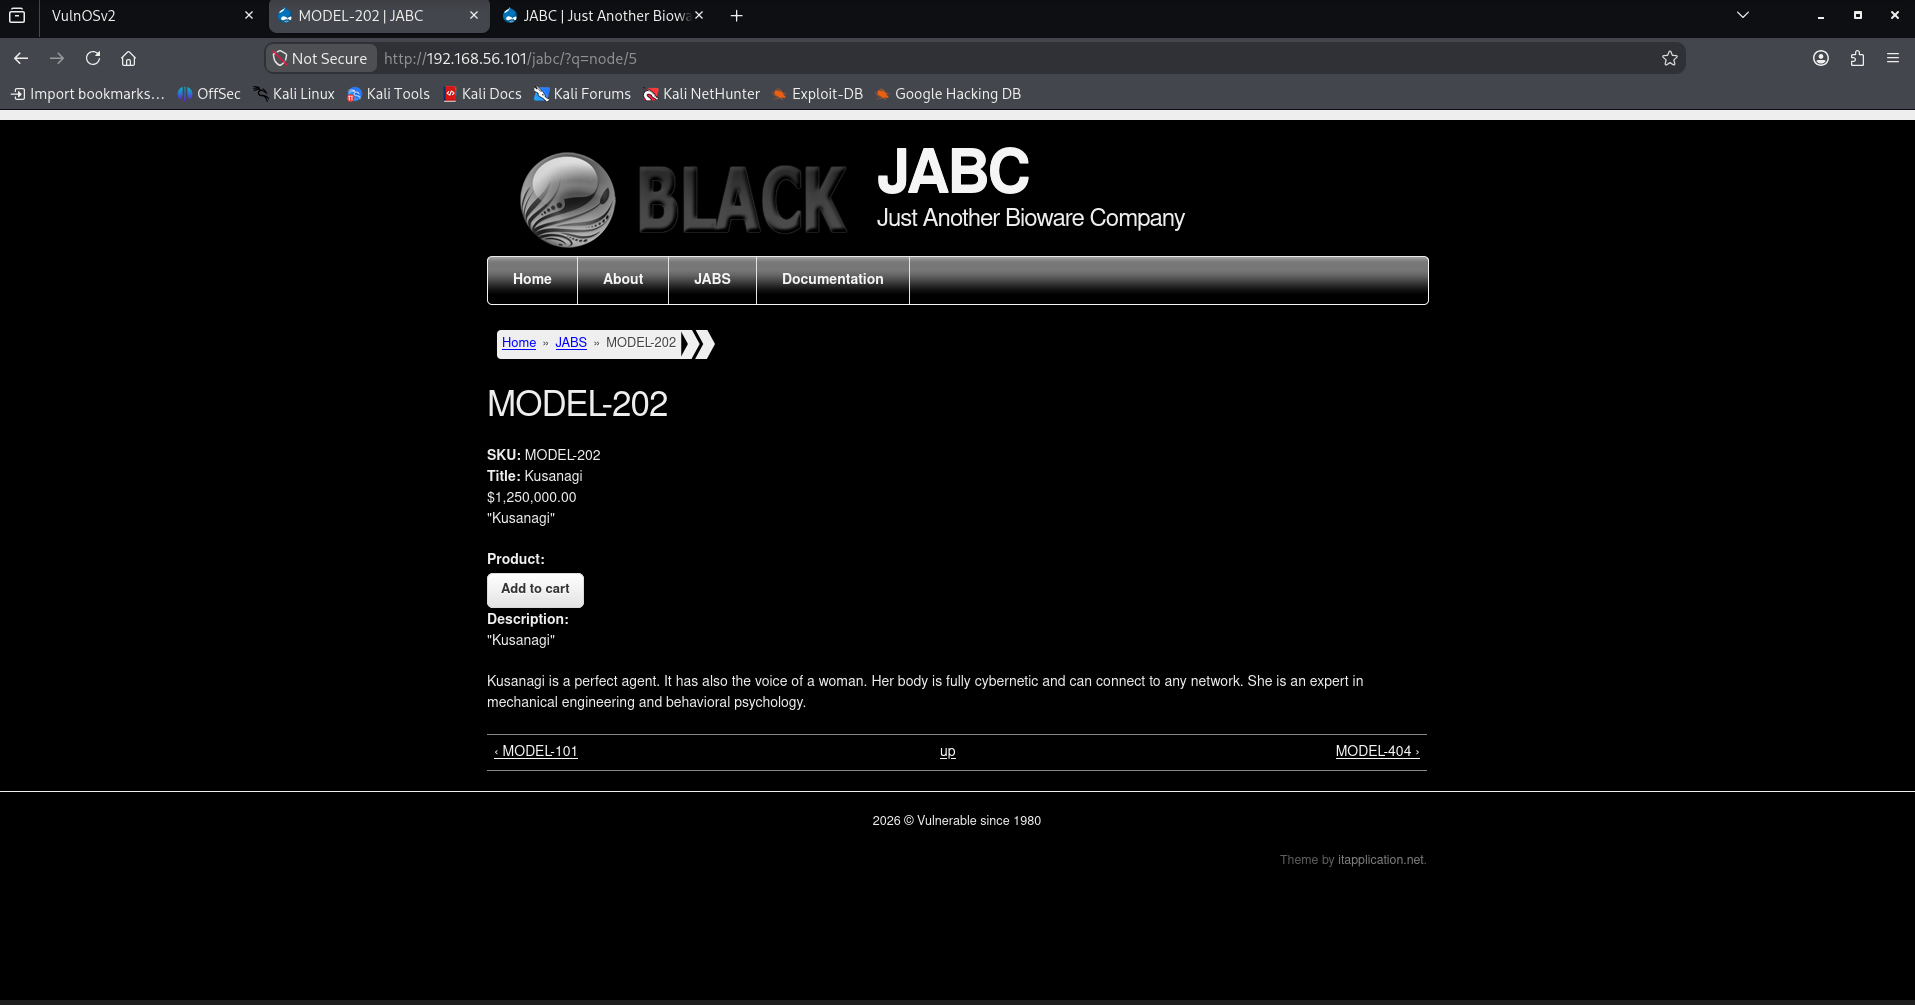 VulnOSv2
MODEL-202 | JABC
JABC | Just Another Biowa
Not Secure
http://192.168.56.101/jabc/?q=node/5
Import bookmarks... OffSec Kali Linux Kali Tools Kali Docs Kali Forums Kali NetHunter Exploit-DB Google Hacking DB
BLACK
JABC
Just Another Bioware Company
Home About JABS Documentation
Home » JABS » MODEL-202
MODEL-202
SKU: MODEL-202
Title: Kusanagi
$1,250,000.00
"Kusanagi"
Product:
Add to cart
Description:
"Kusanagi"
Kusanagi is a perfect agent. It has also the voice of a woman. Her body is fully cybernetic and can connect to any network. She is an expert in
mechanical engineering and behavioral psychology.
‹ MODEL-101 up MODEL-404 ›
2026 © Vulnerable since 1980
Theme by itapplication.net.